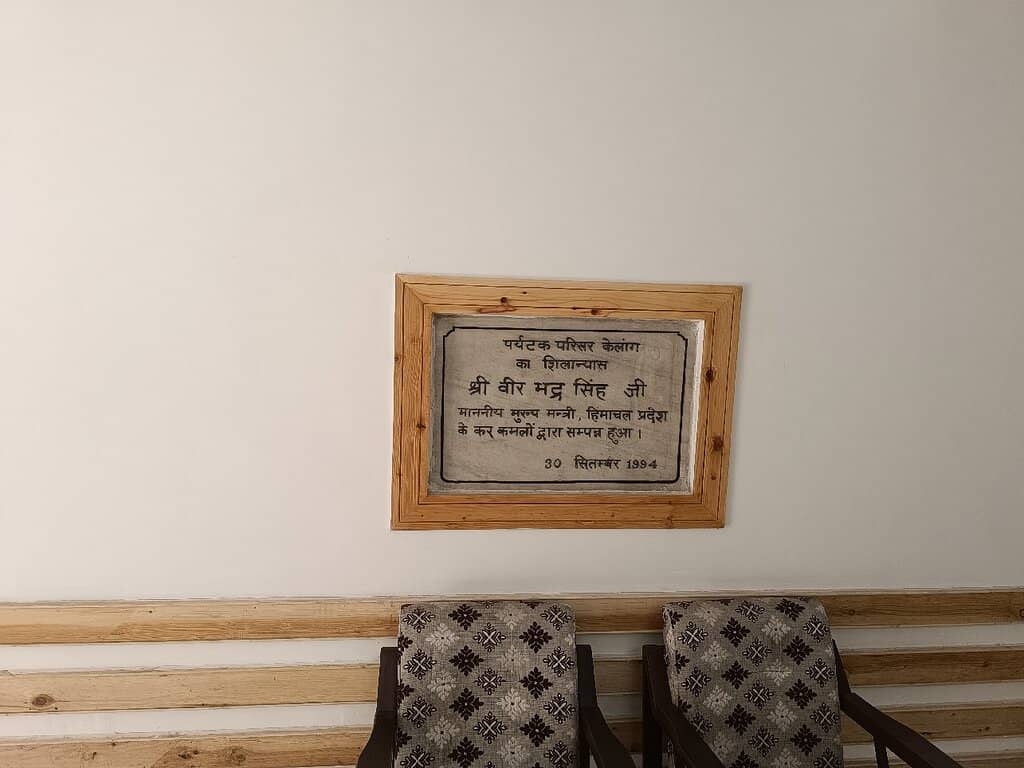 पर्यटक परिसर केलांग
का शिलान्यास
श्री वीर भद्र सिंह जी
माननीय मुख्य मन्त्री, हिमाचल प्रदेश
के कर कमलों द्वारा सम्पन्न हुआ।
30 सितम्बर 1994